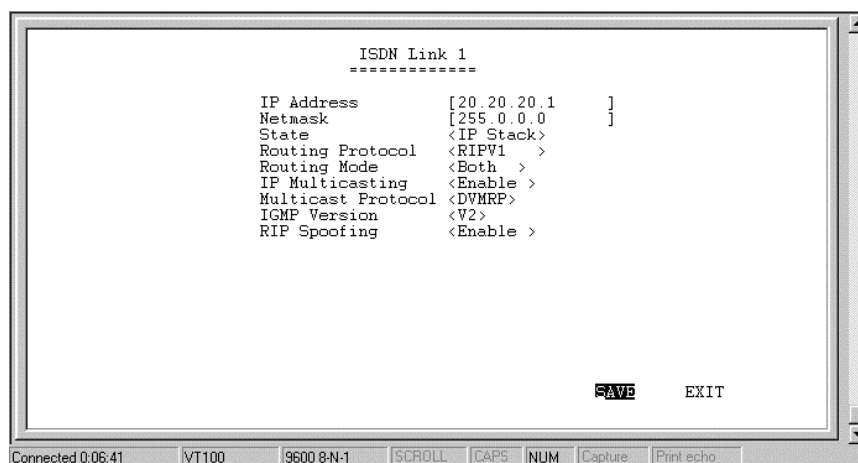 ISDN Link 1
=============
IP Address [20.20.20.1 ]
Netmask [255.0.0.0 ]
State <IP Stack>
Routing Protocol <RIPV1 >
Routing Mode <Both >
IP Multicasting <Enable >
Multicast Protocol <DVMRP>
IGMP Version <V2>
RIP Spoofing <Enable >
SAVE EXIT
Connected 0:06:41 VT100 9600 8-N-1 SCROLL CAPS NUM Capture Print echo